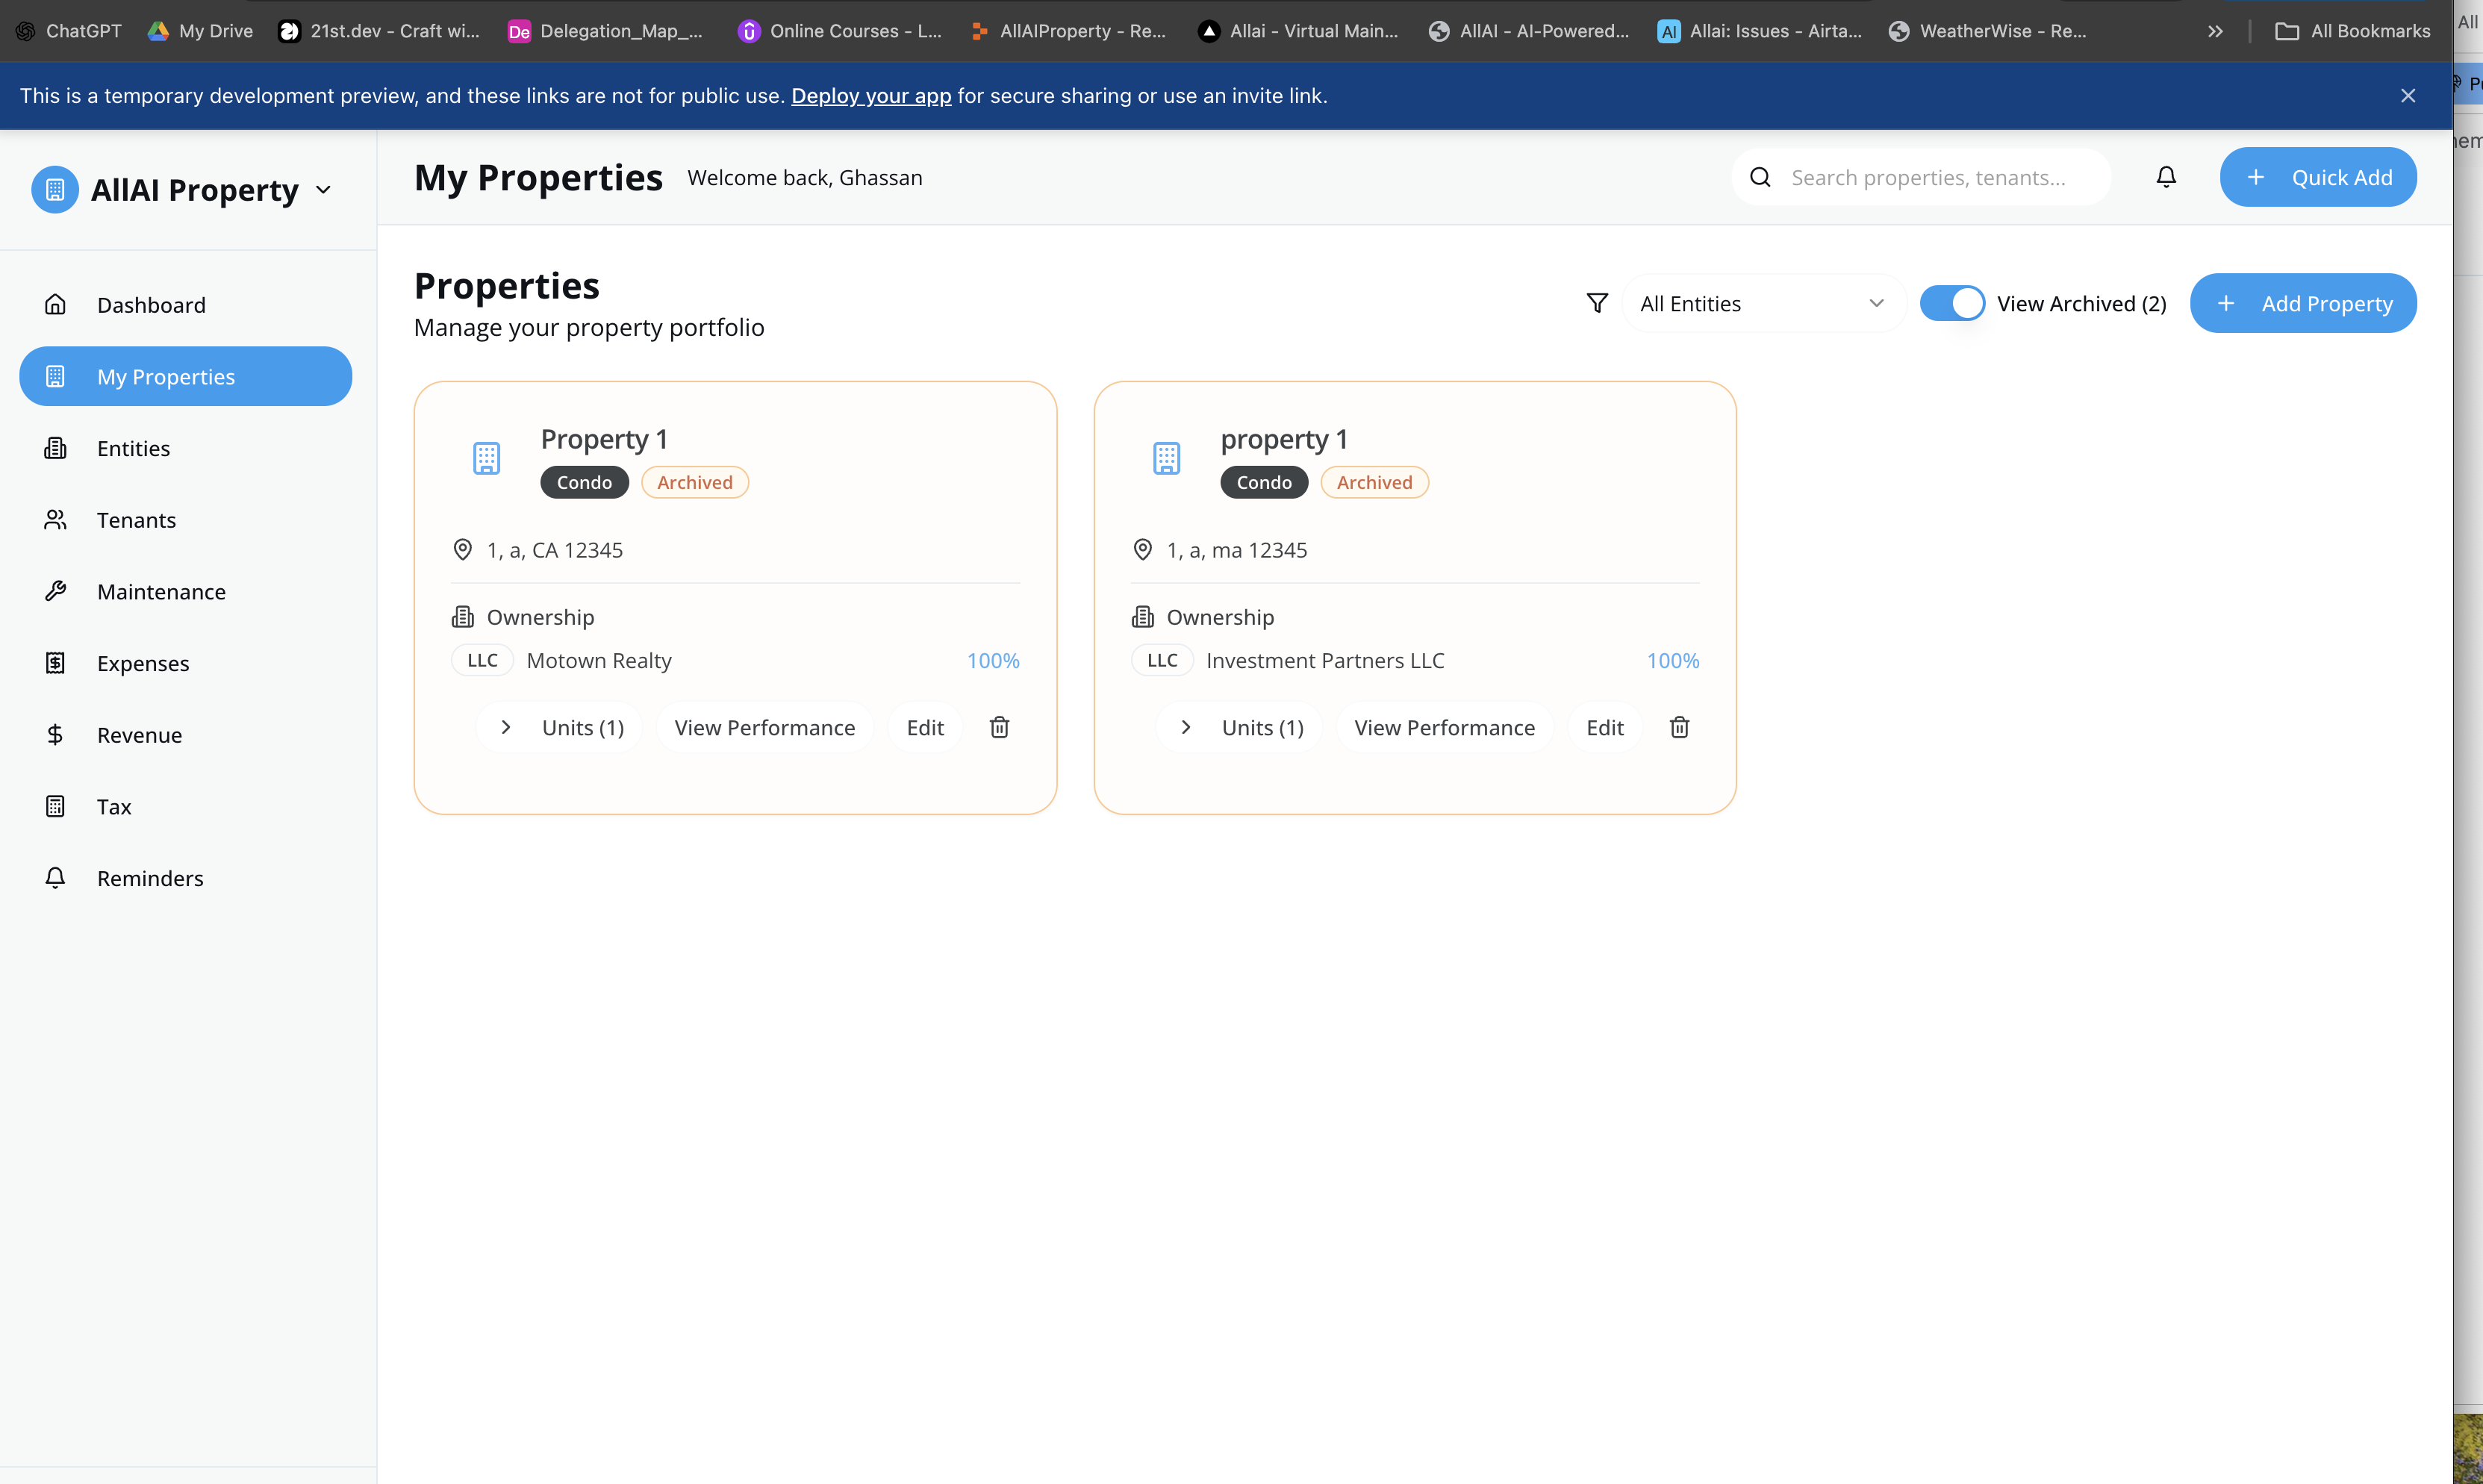 ChatGPT
My Drive
21st.dev - Craft wi...
De
Delegation_Map_...
Online Courses - L...
AllAIProperty - Re...
Allai - Virtual Main...
AllAI - AI-Powered...
AI
Allai: Issues - Airta...
WeatherWise - Re...
All Bookmarks
All
This is a temporary development preview, and these links are not for public use. Deploy your app for secure sharing or use an invite link.
AllAI Property
My Properties
Welcome back, Ghassan
Search properties, tenants...
Quick Add
Dashboard
My Properties
Entities
Tenants
Maintenance
Expenses
Revenue
Tax
Reminders
Properties
Manage your property portfolio
All Entities
View Archived (2)
Add Property
Property 1
Condo
Archived
1, a, CA 12345
Ownership
LLC
Motown Realty
100%
Units (1)
View Performance
Edit
property 1
Condo
Archived
1, a, ma 12345
Ownership
LLC
Investment Partners LLC
100%
Units (1)
View Performance
Edit